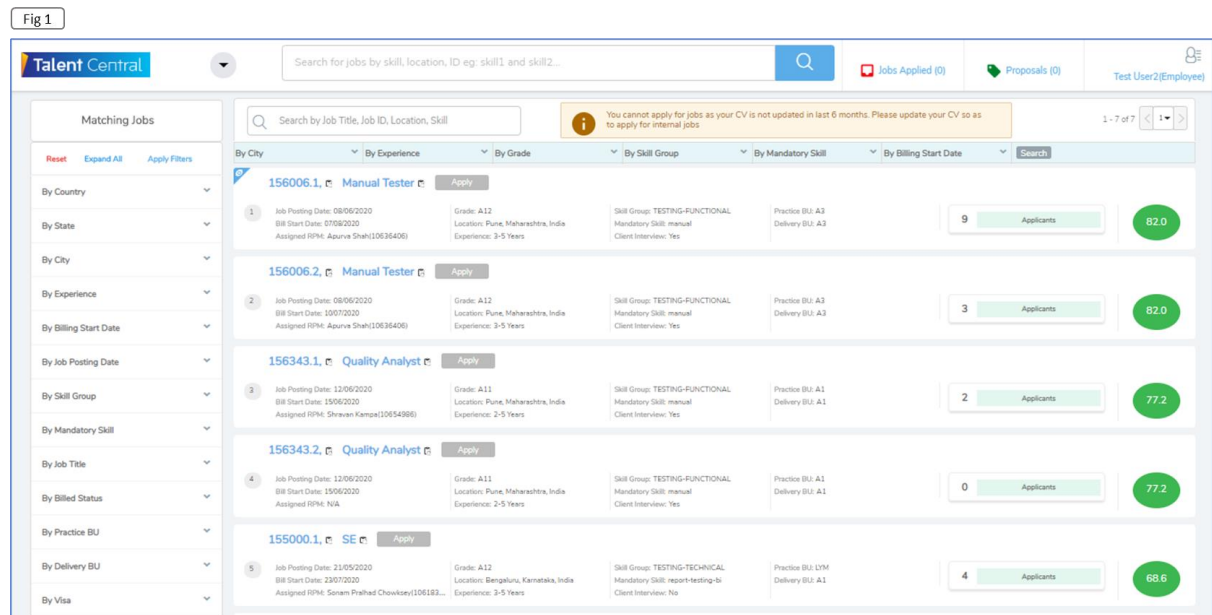 Fig 1
Talent Central
Search for jobs by skill, location, ID eg: skill1 and skill2...
Jobs Applied (0)
Proposals (0)
Test User2(Employee)
Matching Jobs
Reset Expand All Apply Filters
By Country
By State
By City
By Experience
By Billing Start Date
By Job Posting Date
By Skill Group
By Mandatory Skill
By Job Title
By Billed Status
By Practice BU
By Delivery BU
By Visa
Search by Job Title, Job ID, Location, Skill
You cannot apply for jobs as your CV is not updated in last 6 months. Please update your CV so as
to apply for internal jobs
1 - 7 of 7 1
By City By Experience By Grade By Skill Group By Mandatory Skill By Billing Start Date Search
156006.1, Manual Tester Apply
1 Job Posting Date: 08/06/2020 Grade: A12 Skill Group: TESTING-FUNCTIONAL Practice BU: A3
Bill Start Date: 07/08/2020 Location: Pune, Maharashtra, India Mandatory Skill: manual Delivery BU: A3
Assigned RPM: Apurva Shah(10636406) Experience: 3-5 Years Client Interview: Yes
9 Applicants 82.0
156006.2, Manual Tester Apply
2 Job Posting Date: 08/06/2020 Grade: A12 Skill Group: TESTING-FUNCTIONAL Practice BU: A3
Bill Start Date: 10/07/2020 Location: Pune, Maharashtra, India Mandatory Skill: manual Delivery BU: A3
Assigned RPM: Apurva Shah(10636406) Experience: 3-5 Years Client Interview: Yes
3 Applicants 82.0
156343.1, Quality Analyst Apply
3 Job Posting Date: 12/06/2020 Grade: A11 Skill Group: TESTING-FUNCTIONAL Practice BU: A1
Bill Start Date: 15/06/2020 Location: Pune, Maharashtra, India Mandatory Skill: manual Delivery BU: A1
Assigned RPM: Shravan Kampa(10654986) Experience: 2-5 Years Client Interview: Yes
2 Applicants 77.2
156343.2, Quality Analyst Apply
4 Job Posting Date: 12/06/2020 Grade: A11 Skill Group: TESTING-FUNCTIONAL Practice BU: A1
Bill Start Date: 15/06/2020 Location: Pune, Maharashtra, India Mandatory Skill: manual Delivery BU: A1
Assigned RPM: N/A Experience: 2-5 Years Client Interview: Yes
0 Applicants 77.2
155000.1, SE Apply
5 Job Posting Date: 21/05/2020 Grade: A12 Skill Group: TESTING-TECHNICAL Practice BU: LYM
Bill Start Date: 23/07/2020 Location: Bengaluru, Karnataka, India Mandatory Skill: report-testing-bi Delivery BU: A1
Assigned RPM: Sonam Pralhad Chowksey(106183... Experience: 3-5 Years Client Interview: No
4 Applicants 68.6